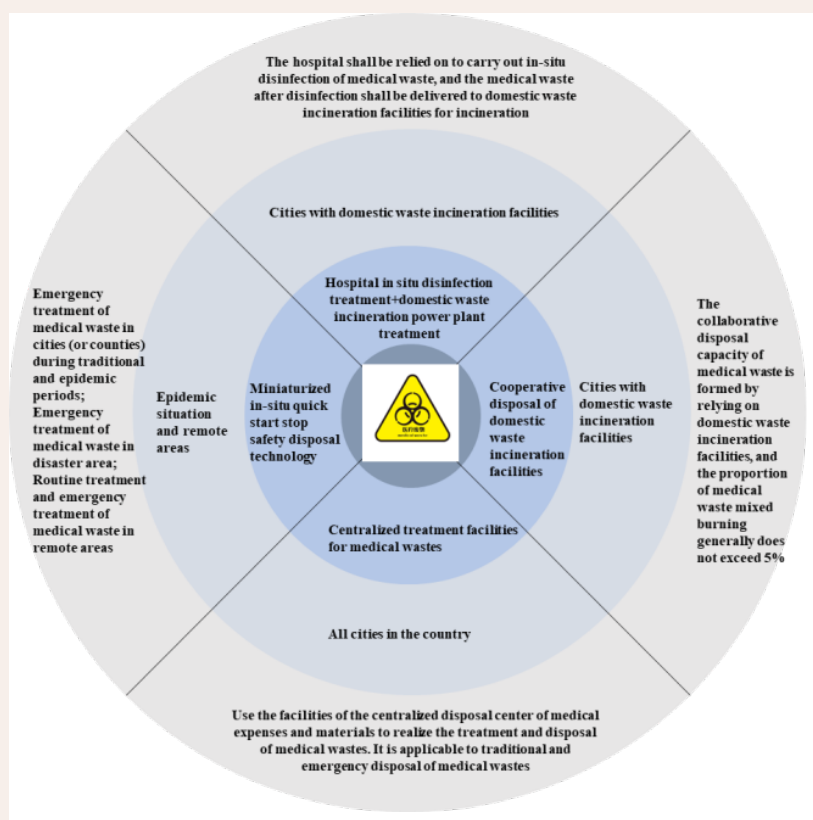 The hospital shall be relied on to carry out in-situ
disinfection of medical waste, and the medical waste
after disinfection shall be delivered to domestic waste
incineration facilities for incineration
Cities with domestic waste incineration facilities
Hospital in situ disinfection
treatment+domestic waste
incineration power plant
treatment
Emergency
treatment of
medical waste in
cities (or counties)
during traditional
and epidemic
periods;
Emergency
treatment of
medical waste in
disaster area;
Routine treatment
and emergency
treatment of
medical waste in
remote areas
Epidemic
situation
and remote
areas
Miniaturized
in-situ quick
start stop
safety disposal
technology
Cooperative
disposal of
domestic
waste
incineration
facilities
Cities with
domestic waste
incineration
facilities
The
collaborative
disposal
capacity of
medical waste is
formed by
relying on
domestic waste
incineration
facilities, and
the proportion
of medical
waste mixed
burning
generally does
not exceed 5%
Centralized treatment facilities
for medical wastes
All cities in the country
Use the facilities of the centralized disposal center of medical
expenses and materials to realize the treatment and disposal
of medical wastes. It is applicable to traditional and
emergency disposal of medical wastes